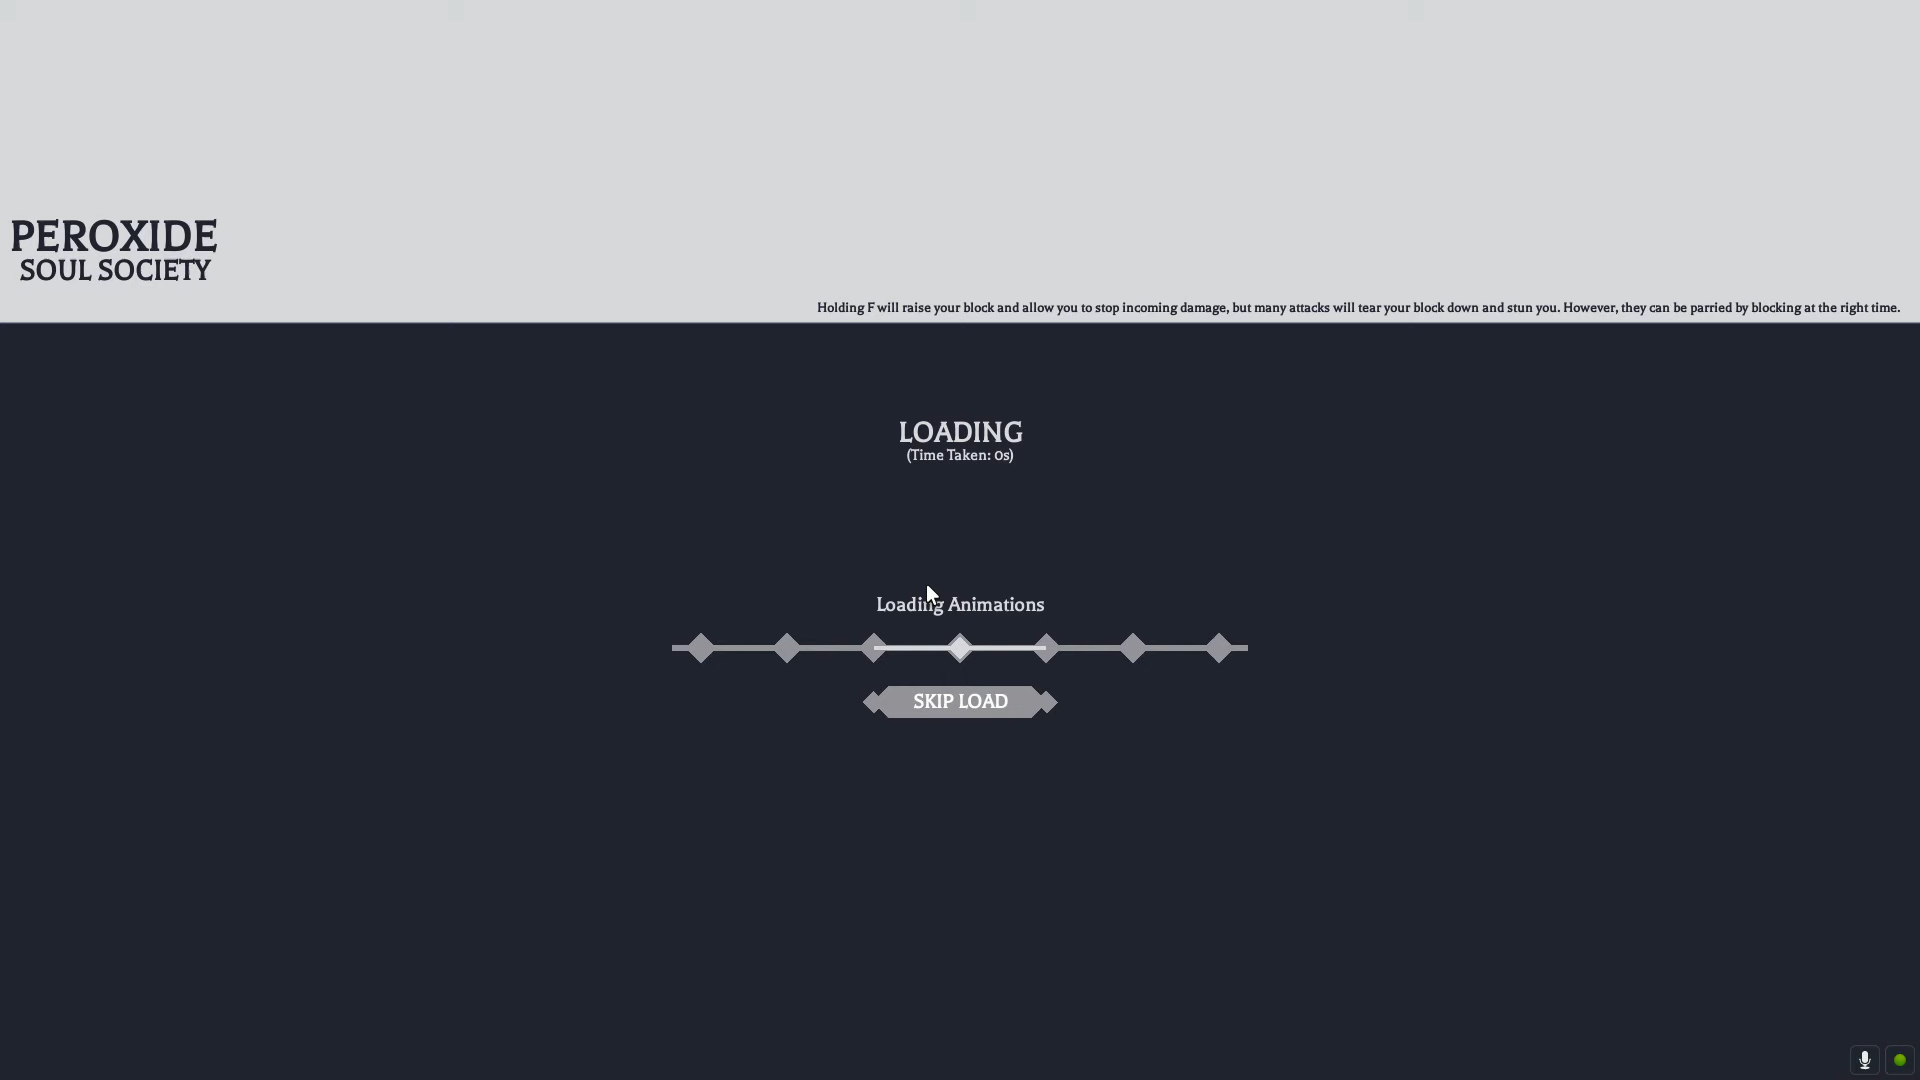 PEROXIDE
SOUL SOCIETY
Holding F will raise your block and allow you to stop incoming damage, but many attacks will tear your block down and stun you. However, they can be parried by blocking at the right time.
LOADING
(Time Taken: 0s)
Loading Animations
SKIP LOAD